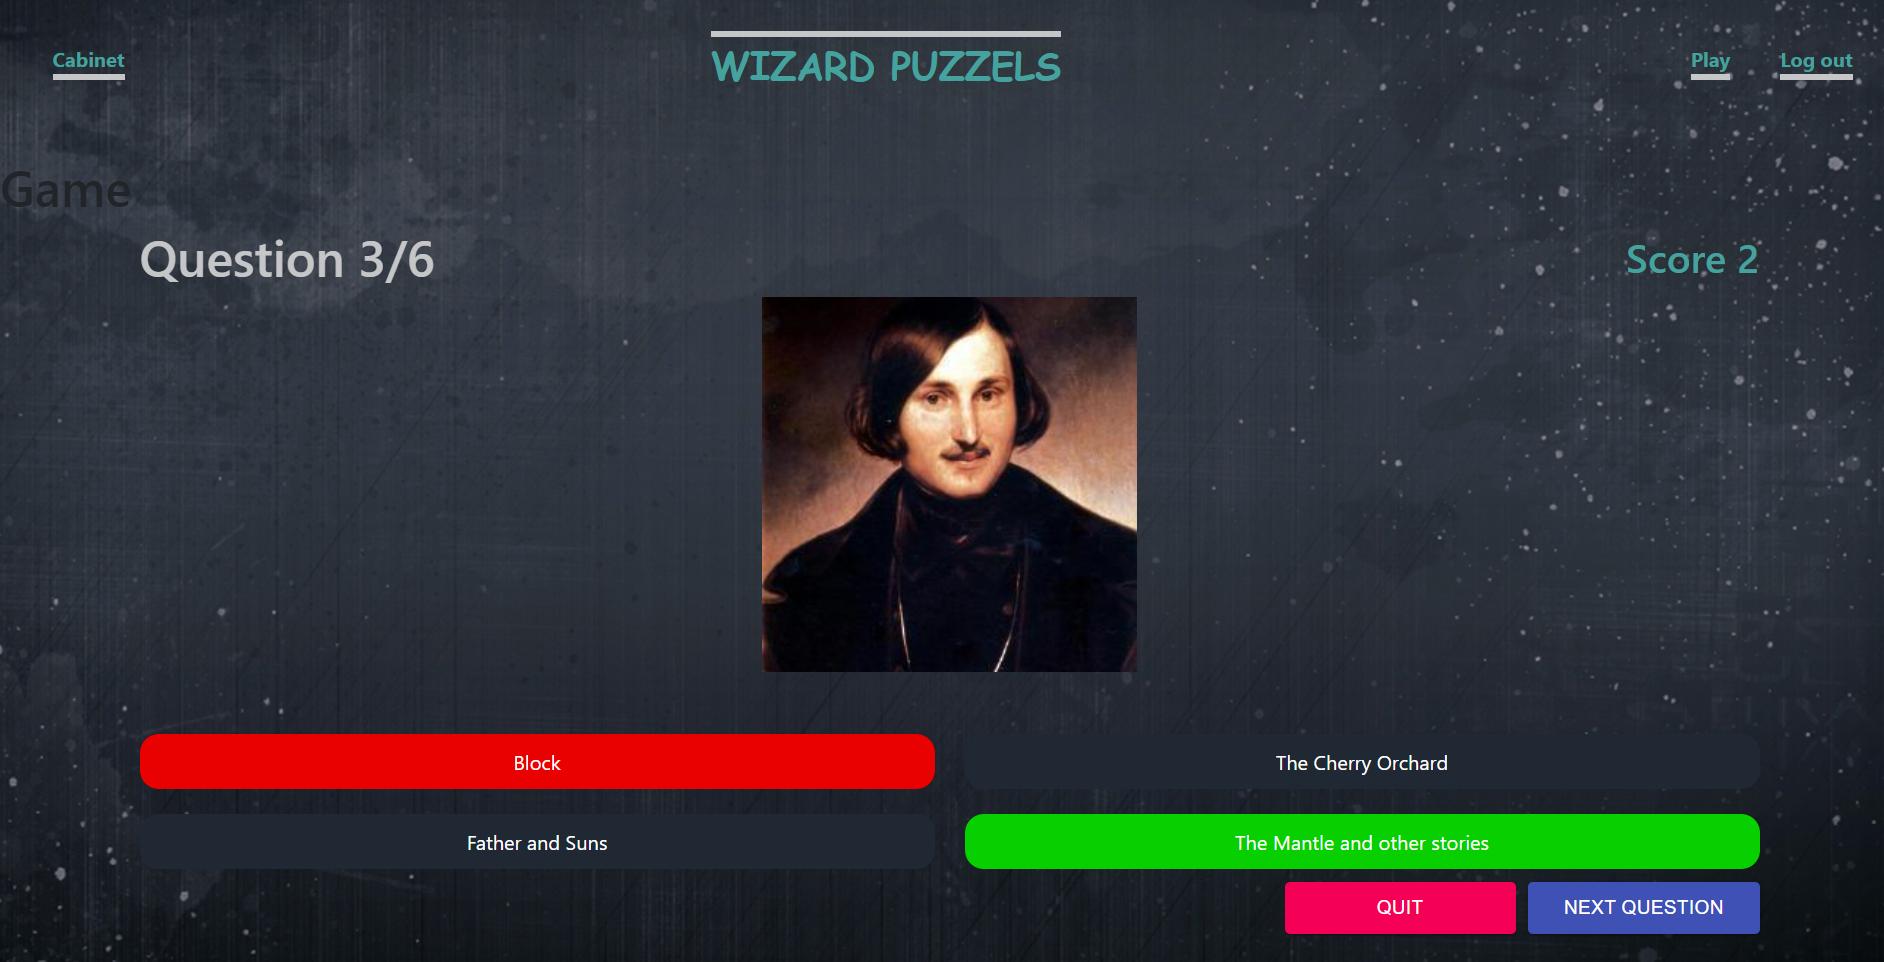 Cabinet
WIZARD PUZZELS
Play
Log out
Game
Question 3/6
Score 2
Block
The Cherry Orchard
Father and Suns
The Mantle and other stories
QUIT
NEXT QUESTION